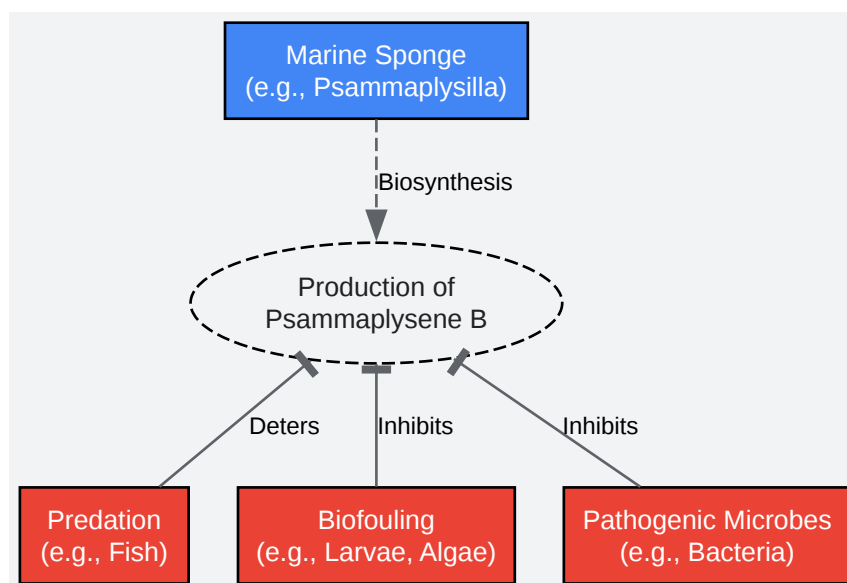 Marine Sponge
(e.g., Psammaplysilla)
Biosynthesis
Production of
Psammaplysene B
Deters
Inhibits
Inhibits
Predation
(e.g., Fish)
Biofouling
(e.g., Larvae, Algae)
Pathogenic Microbes
(e.g., Bacteria)